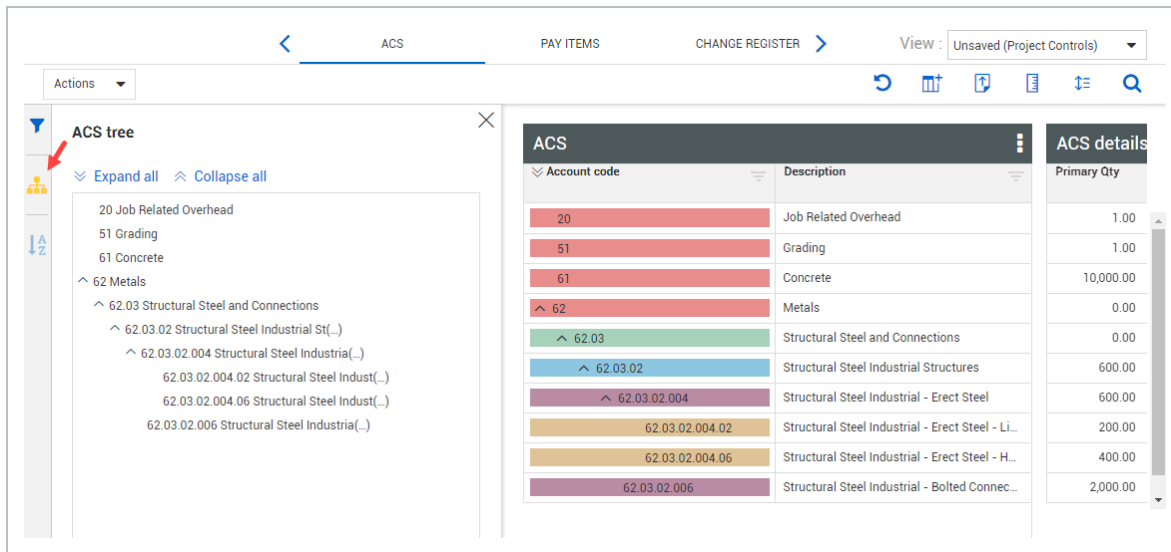 ACS
PAY ITEMS
CHANGE REGISTER
View : Unsaved (Project Controls)
Actions
ACS tree
Expand all Collapse all
20 Job Related Overhead
51 Grading
61 Concrete
62 Metals
62.03 Structural Steel and Connections
62.03.02 Structural Steel Industrial St(...)
62.03.02.004 Structural Steel Industria(...)
62.03.02.004.02 Structural Steel Indust(...)
62.03.02.004.06 Structural Steel Indust(...)
62.03.02.006 Structural Steel Industria(...)
A
Z
ACS
ACS details
Account code Description Primary Qty
20 Job Related Overhead 1.00
51 Grading 1.00
61 Concrete 10,000.00
62 Metals 0.00
62.03 Structural Steel and Connections 0.00
62.03.02 Structural Steel Industrial Structures 600.00
62.03.02.004 Structural Steel Industrial - Erect Steel 600.00
62.03.02.004.02 Structural Steel Industrial - Erect Steel - Li... 200.00
62.03.02.004.06 Structural Steel Industrial - Erect Steel - H... 400.00
62.03.02.006 Structural Steel Industrial - Bolted Connec... 2,000.00